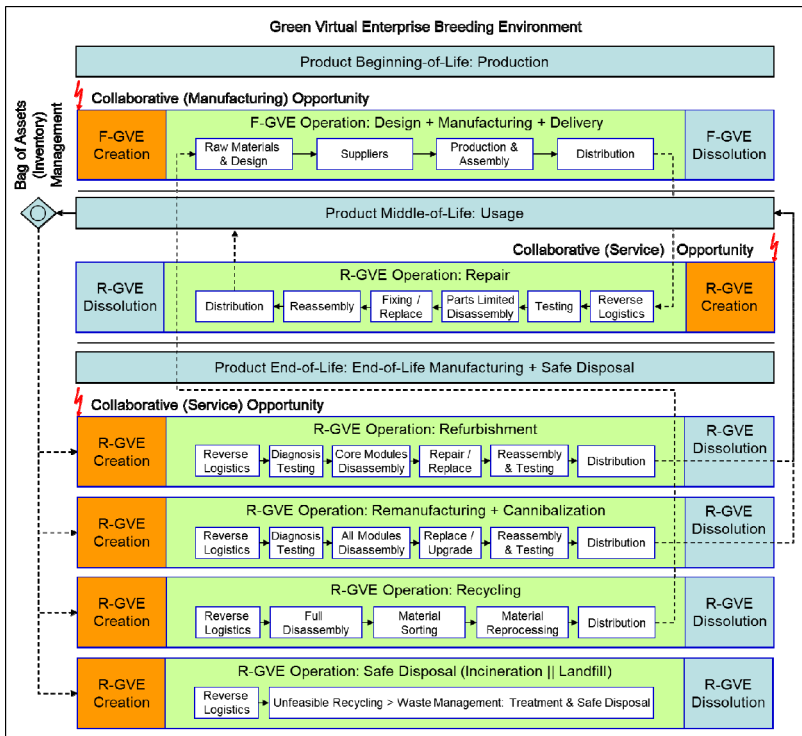 Green Virtual Enterprise Breeding Environment
Product Beginning-of-Life: Production
Collaborative (Manufacturing) Opportunity
Bag of Assets
(Inventory)
Management
F-GVE
Creation
F-GVE Operation: Design + Manufacturing + Delivery
Raw Materials
& Design
Suppliers
Production &
Assembly
Distribution
F-GVE
Dissolution
Product Middle-of-Life: Usage
Collaborative (Service) Opportunity
R-GVE
Dissolution
R-GVE Operation: Repair
Distribution
Reassembly
Fixing /
Replace
Parts Limited
Disassembly
Testing
Reverse
Logistics
R-GVE
Creation
Product End-of-Life: End-of-Life Manufacturing + Safe Disposal
Collaborative (Service) Opportunity
R-GVE
Creation
R-GVE Operation: Refurbishment
Reverse
Logistics
Diagnosis
Testing
Core Modules
Disassembly
Repair /
Replace
Reassembly
& Testing
Distribution
R-GVE
Dissolution
R-GVE
Creation
R-GVE Operation: Remanufacturing + Cannibalization
Reverse
Logistics
Diagnosis
Testing
All Modules
Disassembly
Replace /
Upgrade
Reassembly
& Testing
Distribution
R-GVE
Dissolution
R-GVE
Creation
R-GVE Operation: Recycling
Reverse
Logistics
Full
Disassembly
Material
Sorting
Material
Reprocessing
Distribution
R-GVE
Dissolution
R-GVE
Creation
R-GVE Operation: Safe Disposal (Incineration || Landfill)
Reverse
Logistics
Unfeasible Recycling > Waste Management: Treatment & Safe Disposal
R-GVE
Dissolution